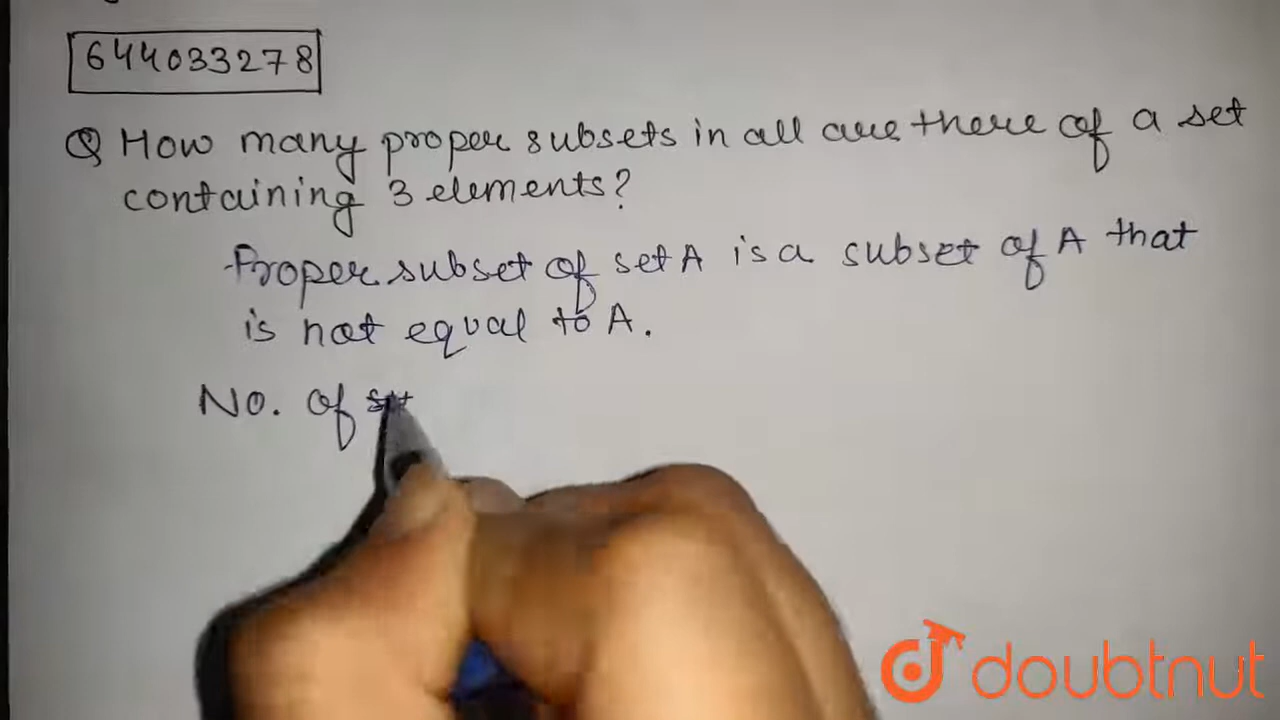 644033278
Q How many proper subsets in all are there of a set
containing 3 elements?
Proper subset of set A is a subset of A that
is not equal to A.
No. of
doubtnut